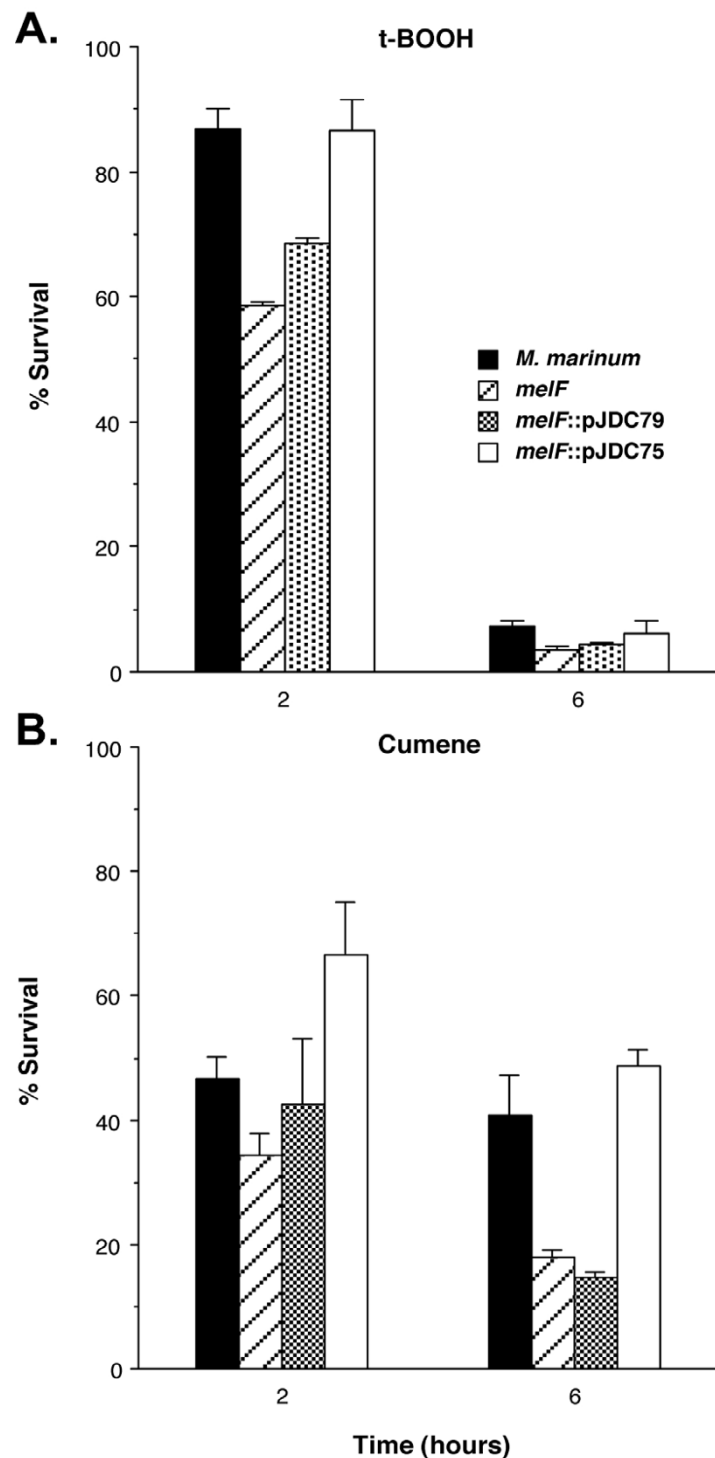 A.
t-BOOH
100
80
60
40
20
0
% Survival
M. marinum
melF
melF::pJDC79
melF::pJDC75
2
6
B.
Cumene
100
80
60
40
20
0
% Survival
2
6
Time (hours)